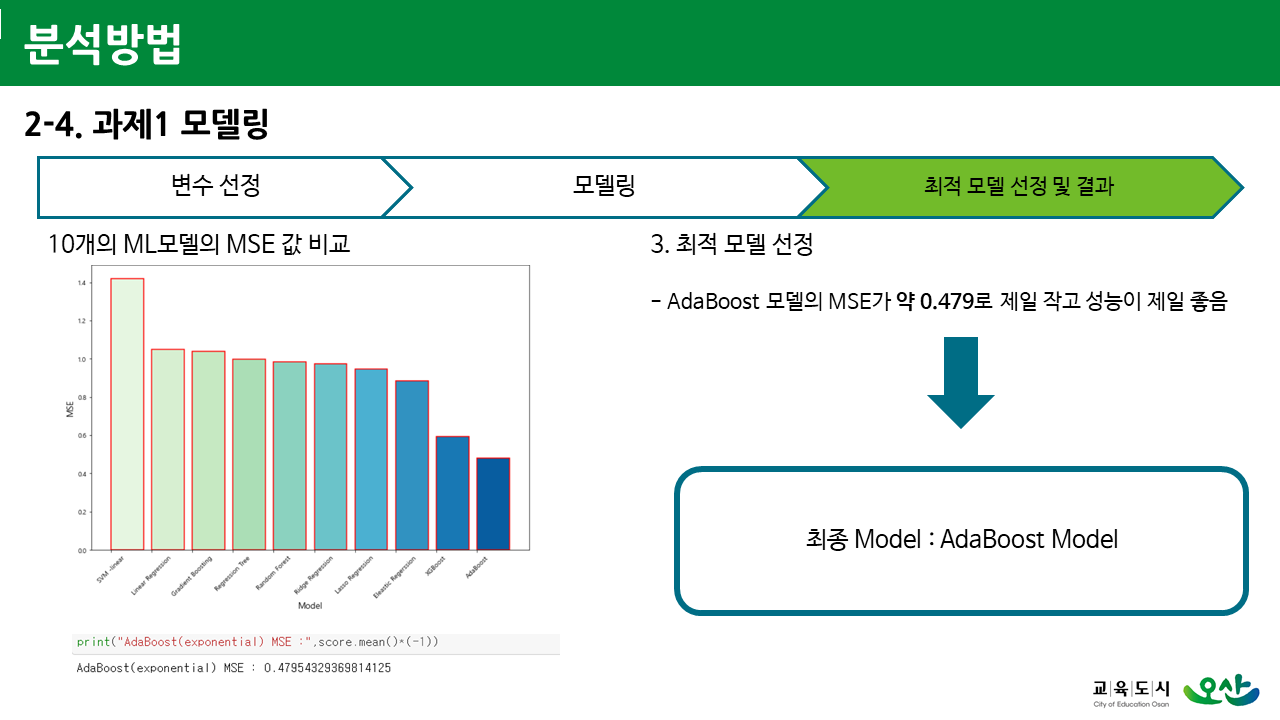 분석방법
2-4. 과제1 모델링
변수 선정
모델링
최적 모델 선정 및 결과
10개의 ML모델의 MSE 값 비교
1.4
1.2
1.0
0.8
0.6
0.4
0.2
0.0
MSE
SVM -linear
Linear Regression
Gradient Boosting
Regression Tree
Random Forest
Ridge Regression
Lasso Regression
Eleastic Regerssion
XGBoost
AdaBoost
Model
print("AdaBoost(exponential) MSE :",score.mean()*(-1))
AdaBoost(exponential) MSE : 0.47954329369814125
3. 최적 모델 선정
- AdaBoost 모델의 MSE가 약 0.479로 제일 작고 성능이 제일 좋음
최종 Model : AdaBoost Model
교육도시
City of Education Osan
오산